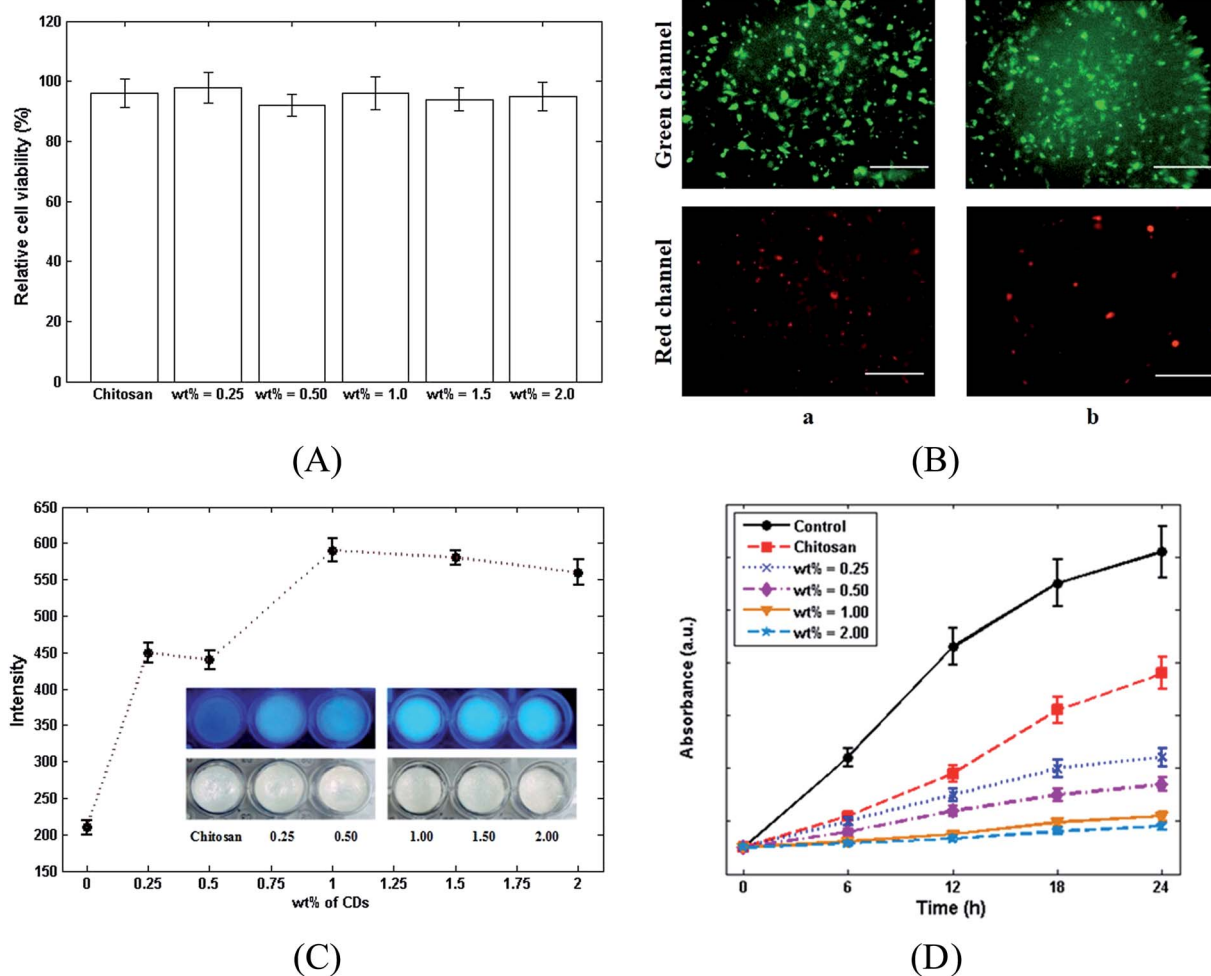 120
100
80
60
40
20
0
Relative cell viability (%)
Chitosan wt% = 0.25 wt% = 0.50 wt% = 1.0 wt% = 1.5 wt% = 2.0
(A)
Green channel
Red channel
a b
(B)
650
600
550
500
450
400
350
300
250
200
150
Intensity
Chitosan 0.25 0.50 1.00 1.50 2.00
0 0.25 0.5 0.75 1 1.25 1.5 1.75 2
wt% of CDs
(C)
Control
Chitosan
wt% = 0.25
wt% = 0.50
wt% = 1.00
wt% = 2.00
Absorbance (a.u.)
0 6 12 18 24
Time (h)
(D)